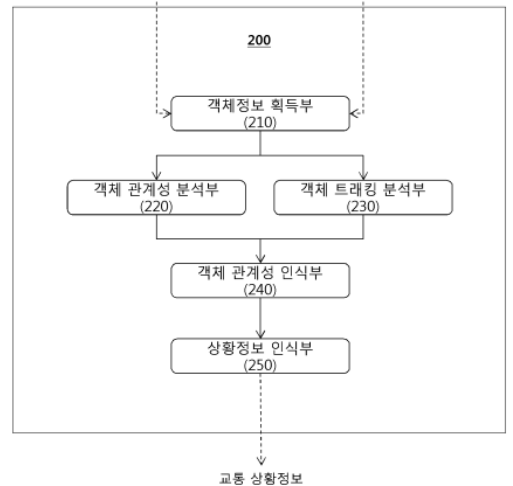 200
객체정보 획득부
(210)
객체 관계성 분석부
(220)
객체 트래킹 분석부
(230)
객체 관계성 인식부
(240)
상황정보 인식부
(250)
교통 상황정보